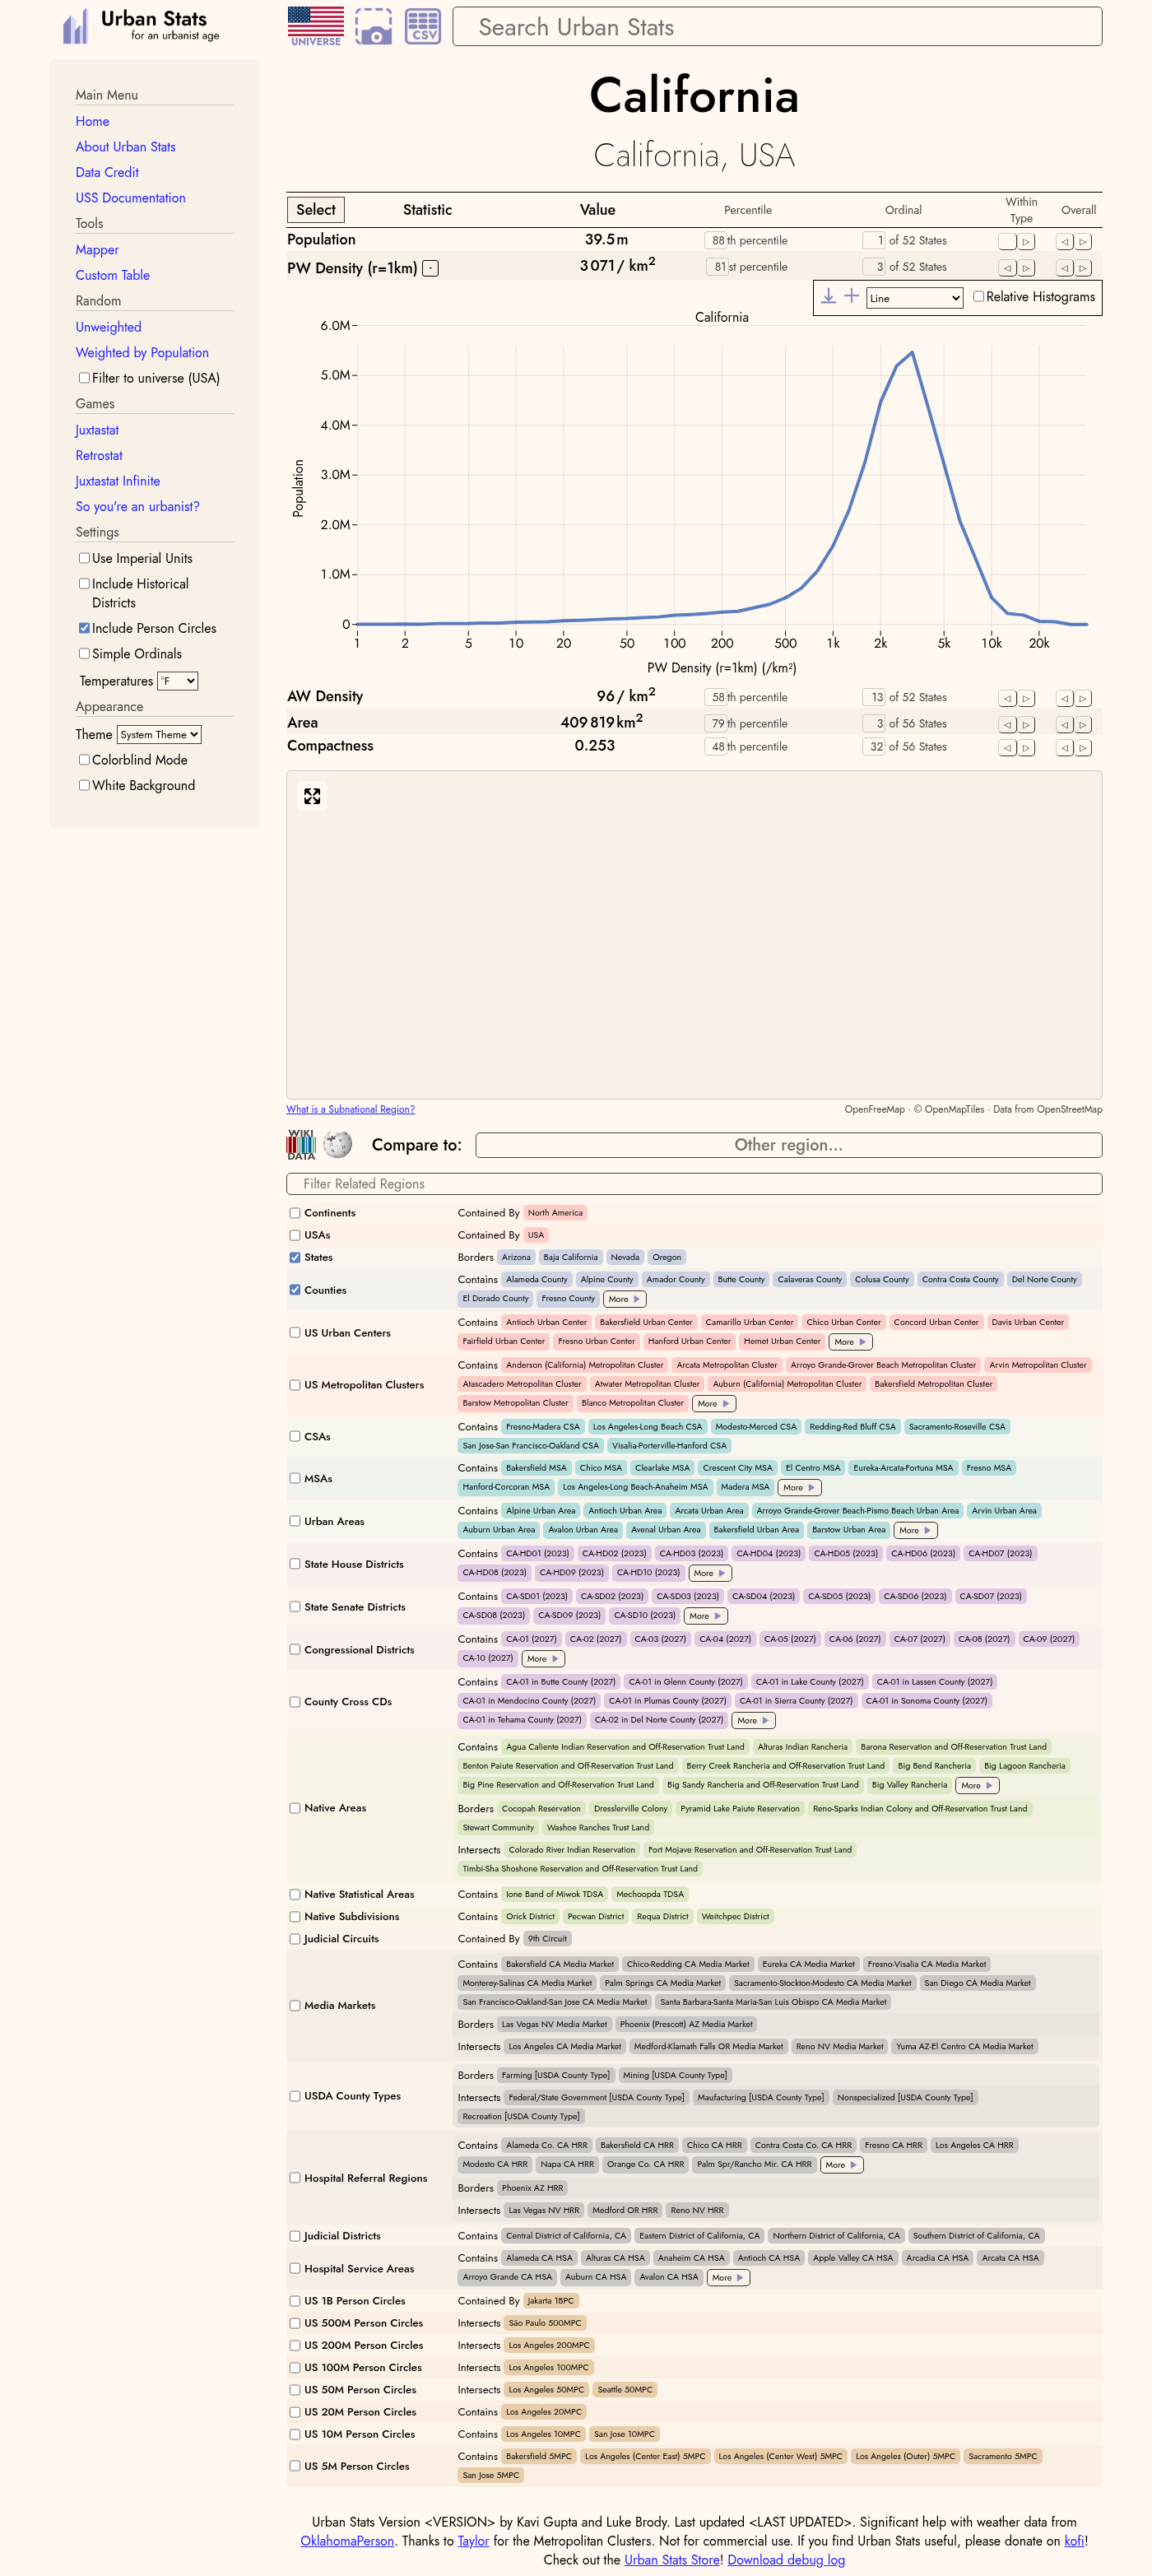 Urban Stats
for an urbanist age
UNIVERSE
CSV
Search Urban Stats
Main Menu
Home
About Urban Stats
Data Credit
USS Documentation
Tools
Mapper
Custom Table
Random
Unweighted
Weighted by Population
Filter to universe (USA)
Games
Juxtastat
Retrostat
Juxtastat Infinite
So you're an urbanist?
Settings
Use Imperial Units
Include Historical
Districts
Include Person Circles
Simple Ordinals
Temperatures °F
Appearance
Theme System Theme
Colorblind Mode
White Background
California
California, USA
Select Statistic Value Percentile Ordinal Within Type Overall
Population 39.5m 88th percentile 1 of 52 States
PW Density (r=1km) - 3 071 / km2 81st percentile 3 of 52 States
Line Relative Histograms
California
6.0M
5.0M
4.0M
3.0M
2.0M
1.0M
0
Population
1 2 5 10 20 50 100 200 500 1k 2k 5k 10k 20k
PW Density (r=1km) (/km²)
AW Density 96 / km2 58th percentile 13 of 52 States
Area 409 819 km2 79th percentile 3 of 56 States
Compactness 0.253 48th percentile 32 of 56 States
What is a Subnational Region? OpenFreeMap · © OpenMapTiles · Data from OpenStreetMap
WIKI DATA Compare to: Other region...
Filter Related Regions
Continents Contained By North America
USAs Contained By USA
States Borders Arizona Baja California Nevada Oregon
Counties Contains Alameda County Alpine County Amador County Butte County Calaveras County Colusa County Contra Costa County Del Norte County
El Dorado County Fresno County More
US Urban Centers Contains Antioch Urban Center Bakersfield Urban Center Camarillo Urban Center Chico Urban Center Concord Urban Center Davis Urban Center
Fairfield Urban Center Fresno Urban Center Hanford Urban Center Hemet Urban Center More
US Metropolitan Clusters Contains Anderson (California) Metropolitan Cluster Arcata Metropolitan Cluster Arroyo Grande-Grover Beach Metropolitan Cluster Arvin Metropolitan Cluster
Atascadero Metropolitan Cluster Atwater Metropolitan Cluster Auburn (California) Metropolitan Cluster Bakersfield Metropolitan Cluster
Barstow Metropolitan Cluster Blanco Metropolitan Cluster More
CSAs Contains Fresno-Madera CSA Los Angeles-Long Beach CSA Modesto-Merced CSA Redding-Red Bluff CSA Sacramento-Roseville CSA
San Jose-San Francisco-Oakland CSA Visalia-Porterville-Hanford CSA
MSAs Contains Bakersfield MSA Chico MSA Clearlake MSA Crescent City MSA El Centro MSA Eureka-Arcata-Fortuna MSA Fresno MSA
Hanford-Corcoran MSA Los Angeles-Long Beach-Anaheim MSA Madera MSA More
Urban Areas Contains Alpine Urban Area Antioch Urban Area Arcata Urban Area Arroyo Grande-Grover Beach-Pismo Beach Urban Area Arvin Urban Area
Auburn Urban Area Avalon Urban Area Avenal Urban Area Bakersfield Urban Area Barstow Urban Area More
State House Districts Contains CA-HD01 (2023) CA-HD02 (2023) CA-HD03 (2023) CA-HD04 (2023) CA-HD05 (2023) CA-HD06 (2023) CA-HD07 (2023)
CA-HD08 (2023) CA-HD09 (2023) CA-HD10 (2023) More
State Senate Districts Contains CA-SD01 (2023) CA-SD02 (2023) CA-SD03 (2023) CA-SD04 (2023) CA-SD05 (2023) CA-SD06 (2023) CA-SD07 (2023)
CA-SD08 (2023) CA-SD09 (2023) CA-SD10 (2023) More
Congressional Districts Contains CA-01 (2027) CA-02 (2027) CA-03 (2027) CA-04 (2027) CA-05 (2027) CA-06 (2027) CA-07 (2027) CA-08 (2027) CA-09 (2027)
CA-10 (2027) More
County Cross CDs Contains CA-01 in Butte County (2027) CA-01 in Glenn County (2027) CA-01 in Lake County (2027) CA-01 in Lassen County (2027)
CA-01 in Mendocino County (2027) CA-01 in Plumas County (2027) CA-01 in Sierra County (2027) CA-01 in Sonoma County (2027)
CA-01 in Tehama County (2027) CA-02 in Del Norte County (2027) More
Native Areas Contains Agua Caliente Indian Reservation and Off-Reservation Trust Land Alturas Indian Rancheria Barona Reservation and Off-Reservation Trust Land
Benton Paiute Reservation and Off-Reservation Trust Land Berry Creek Rancheria and Off-Reservation Trust Land Big Bend Rancheria Big Lagoon Rancheria
Big Pine Reservation and Off-Reservation Trust Land Big Sandy Rancheria and Off-Reservation Trust Land Big Valley Rancheria More
Borders Cocopah Reservation Dresslerville Colony Pyramid Lake Paiute Reservation Reno-Sparks Indian Colony and Off-Reservation Trust Land
Stewart Community Washoe Ranches Trust Land
Intersects Colorado River Indian Reservation Fort Mojave Reservation and Off-Reservation Trust Land
Timbi-Sha Shoshone Reservation and Off-Reservation Trust Land
Native Statistical Areas Contains Ione Band of Miwok TDSA Mechoopda TDSA
Native Subdivisions Contains Orick District Pecwan District Requa District Weitchpec District
Judicial Circuits Contained By 9th Circuit
Media Markets Contains Bakersfield CA Media Market Chico-Redding CA Media Market Eureka CA Media Market Fresno-Visalia CA Media Market
Monterey-Salinas CA Media Market Palm Springs CA Media Market Sacramento-Stockton-Modesto CA Media Market San Diego CA Media Market
San Francisco-Oakland-San Jose CA Media Market Santa Barbara-Santa Maria-San Luis Obispo CA Media Market
Borders Las Vegas NV Media Market Phoenix (Prescott) AZ Media Market
Intersects Los Angeles CA Media Market Medford-Klamath Falls OR Media Market Reno NV Media Market Yuma AZ-El Centro CA Media Market
USDA County Types Borders Farming [USDA County Type] Mining [USDA County Type]
Intersects Federal/State Government [USDA County Type] Maufacturing [USDA County Type] Nonspecialized [USDA County Type]
Recreation [USDA County Type]
Hospital Referral Regions Contains Alameda Co. CA HRR Bakersfield CA HRR Chico CA HRR Contra Costa Co. CA HRR Fresno CA HRR Los Angeles CA HRR
Modesto CA HRR Napa CA HRR Orange Co. CA HRR Palm Spr/Rancho Mir. CA HRR More
Borders Phoenix AZ HRR
Intersects Las Vegas NV HRR Medford OR HRR Reno NV HRR
Judicial Districts Contains Central District of California, CA Eastern District of California, CA Northern District of California, CA Southern District of California, CA
Hospital Service Areas Contains Alameda CA HSA Alturas CA HSA Anaheim CA HSA Antioch CA HSA Apple Valley CA HSA Arcadia CA HSA Arcata CA HSA
Arroyo Grande CA HSA Auburn CA HSA Avalon CA HSA More
US 1B Person Circles Contained By Jakarta 1BPC
US 500M Person Circles Intersects São Paulo 500MPC
US 200M Person Circles Intersects Los Angeles 200MPC
US 100M Person Circles Intersects Los Angeles 100MPC
US 50M Person Circles Intersects Los Angeles 50MPC Seattle 50MPC
US 20M Person Circles Contains Los Angeles 20MPC
US 10M Person Circles Contains Los Angeles 10MPC San Jose 10MPC
US 5M Person Circles Contains Bakersfield 5MPC Los Angeles (Center East) 5MPC Los Angeles (Center West) 5MPC Los Angeles (Outer) 5MPC Sacramento 5MPC
San Jose 5MPC
Urban Stats Version <VERSION> by Kavi Gupta and Luke Brody. Last updated <LAST UPDATED>. Significant help with weather data from
OklahomaPerson. Thanks to Taylor for the Metropolitan Clusters. Not for commercial use. If you find Urban Stats useful, please donate on kofi!
Check out the Urban Stats Store! Download debug log